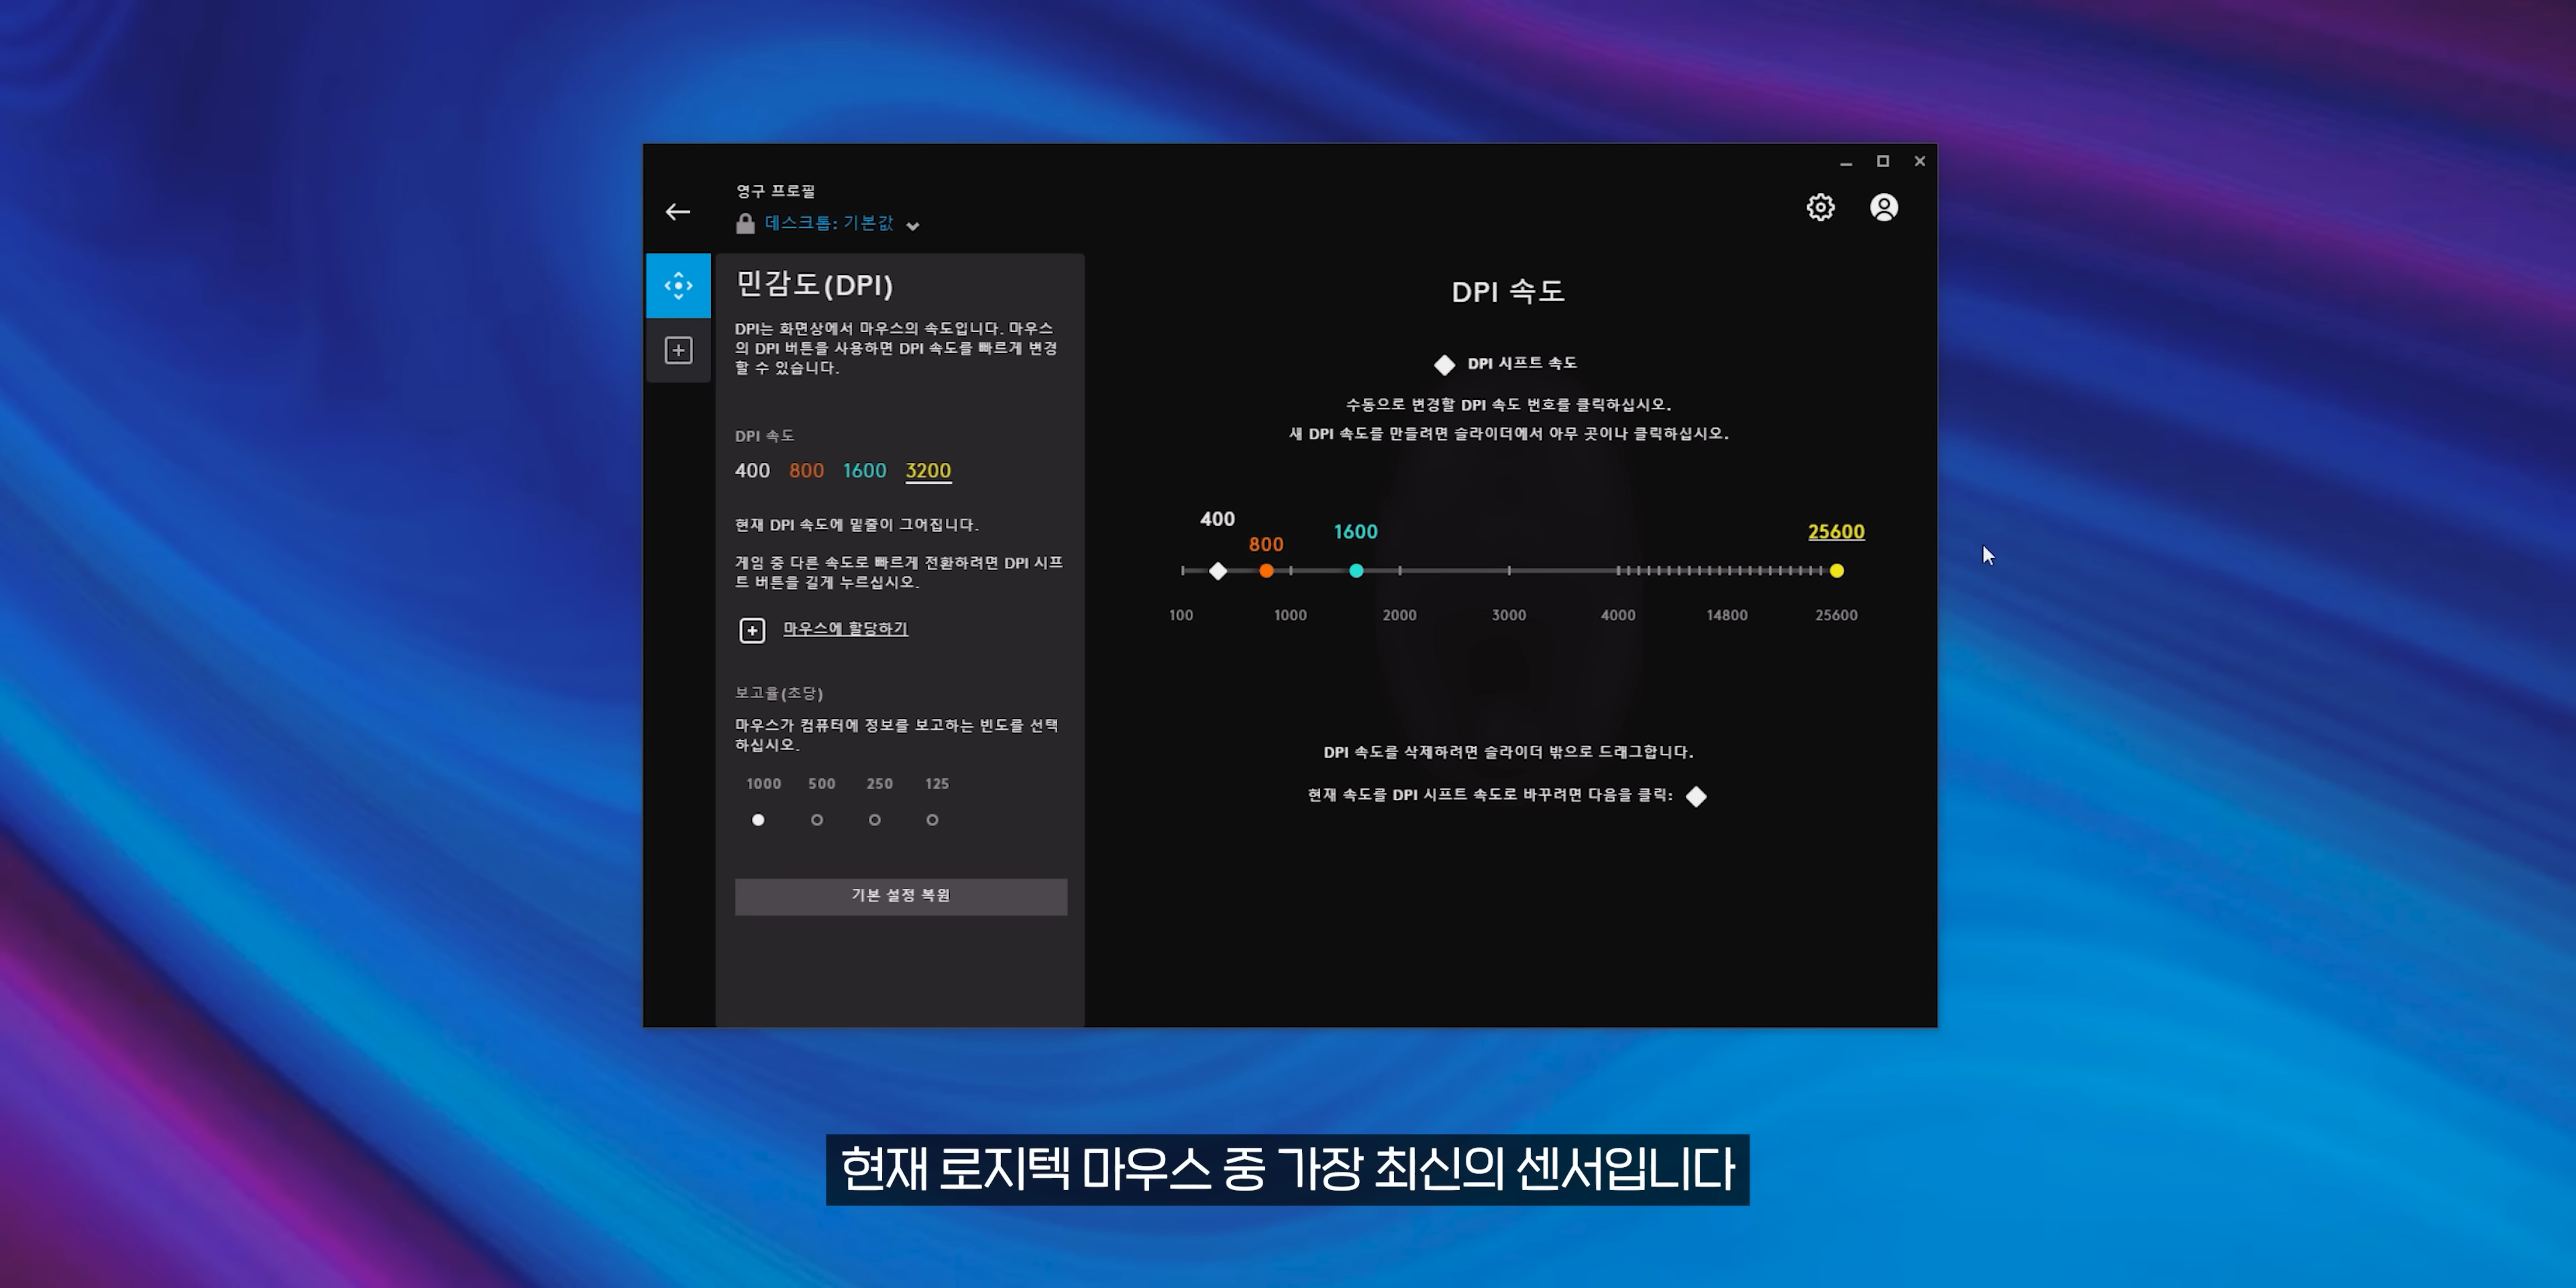 영구 프로필
데스크톱: 기본값
민감도(DPI)
DPI는 화면상에서 마우스의 속도입니다. 마우스
의 DPI 버튼을 사용하면 DPI 속도를 빠르게 변경
할 수 있습니다.
DPI 속도
400 800 1600 3200
현재 DPI 속도에 밑줄이 그어집니다.
게임 중 다른 속도로 빠르게 전환하려면 DPI 시프
트 버튼을 길게 누르십시오.
마우스에 할당하기
보고율(초당)
마우스가 컴퓨터에 정보를 보고하는 빈도를 선택
하십시오.
1000 500 250 125
기본 설정 복원
DPI 속도
DPI 시프트 속도
수동으로 변경할 DPI 속도 번호를 클릭하십시오.
새 DPI 속도를 만들려면 슬라이더에서 아무 곳이나 클릭하십시오.
400 800 1600 25600
100 1000 2000 3000 4000 14800 25600
DPI 속도를 삭제하려면 슬라이더 밖으로 드래그합니다.
현재 속도를 DPI 시프트 속도로 바꾸려면 다음을 클릭:
현재 로지텍 마우스 중 가장 최신의 센서입니다